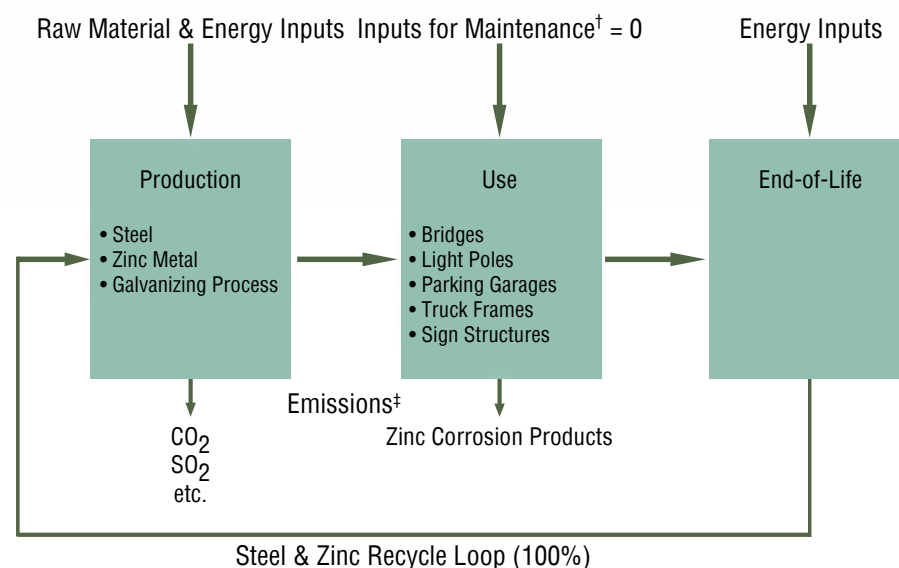 Raw Material & Energy Inputs
Inputs for Maintenance† = 0
Energy Inputs
Production
• Steel
• Zinc Metal
• Galvanizing Process
Use
• Bridges
• Light Poles
• Parking Garages
• Truck Frames
• Sign Structures
End-of-Life
Emissions‡
CO2
SO2
etc.
Zinc Corrosion Products
Steel & Zinc Recycle Loop (100%)